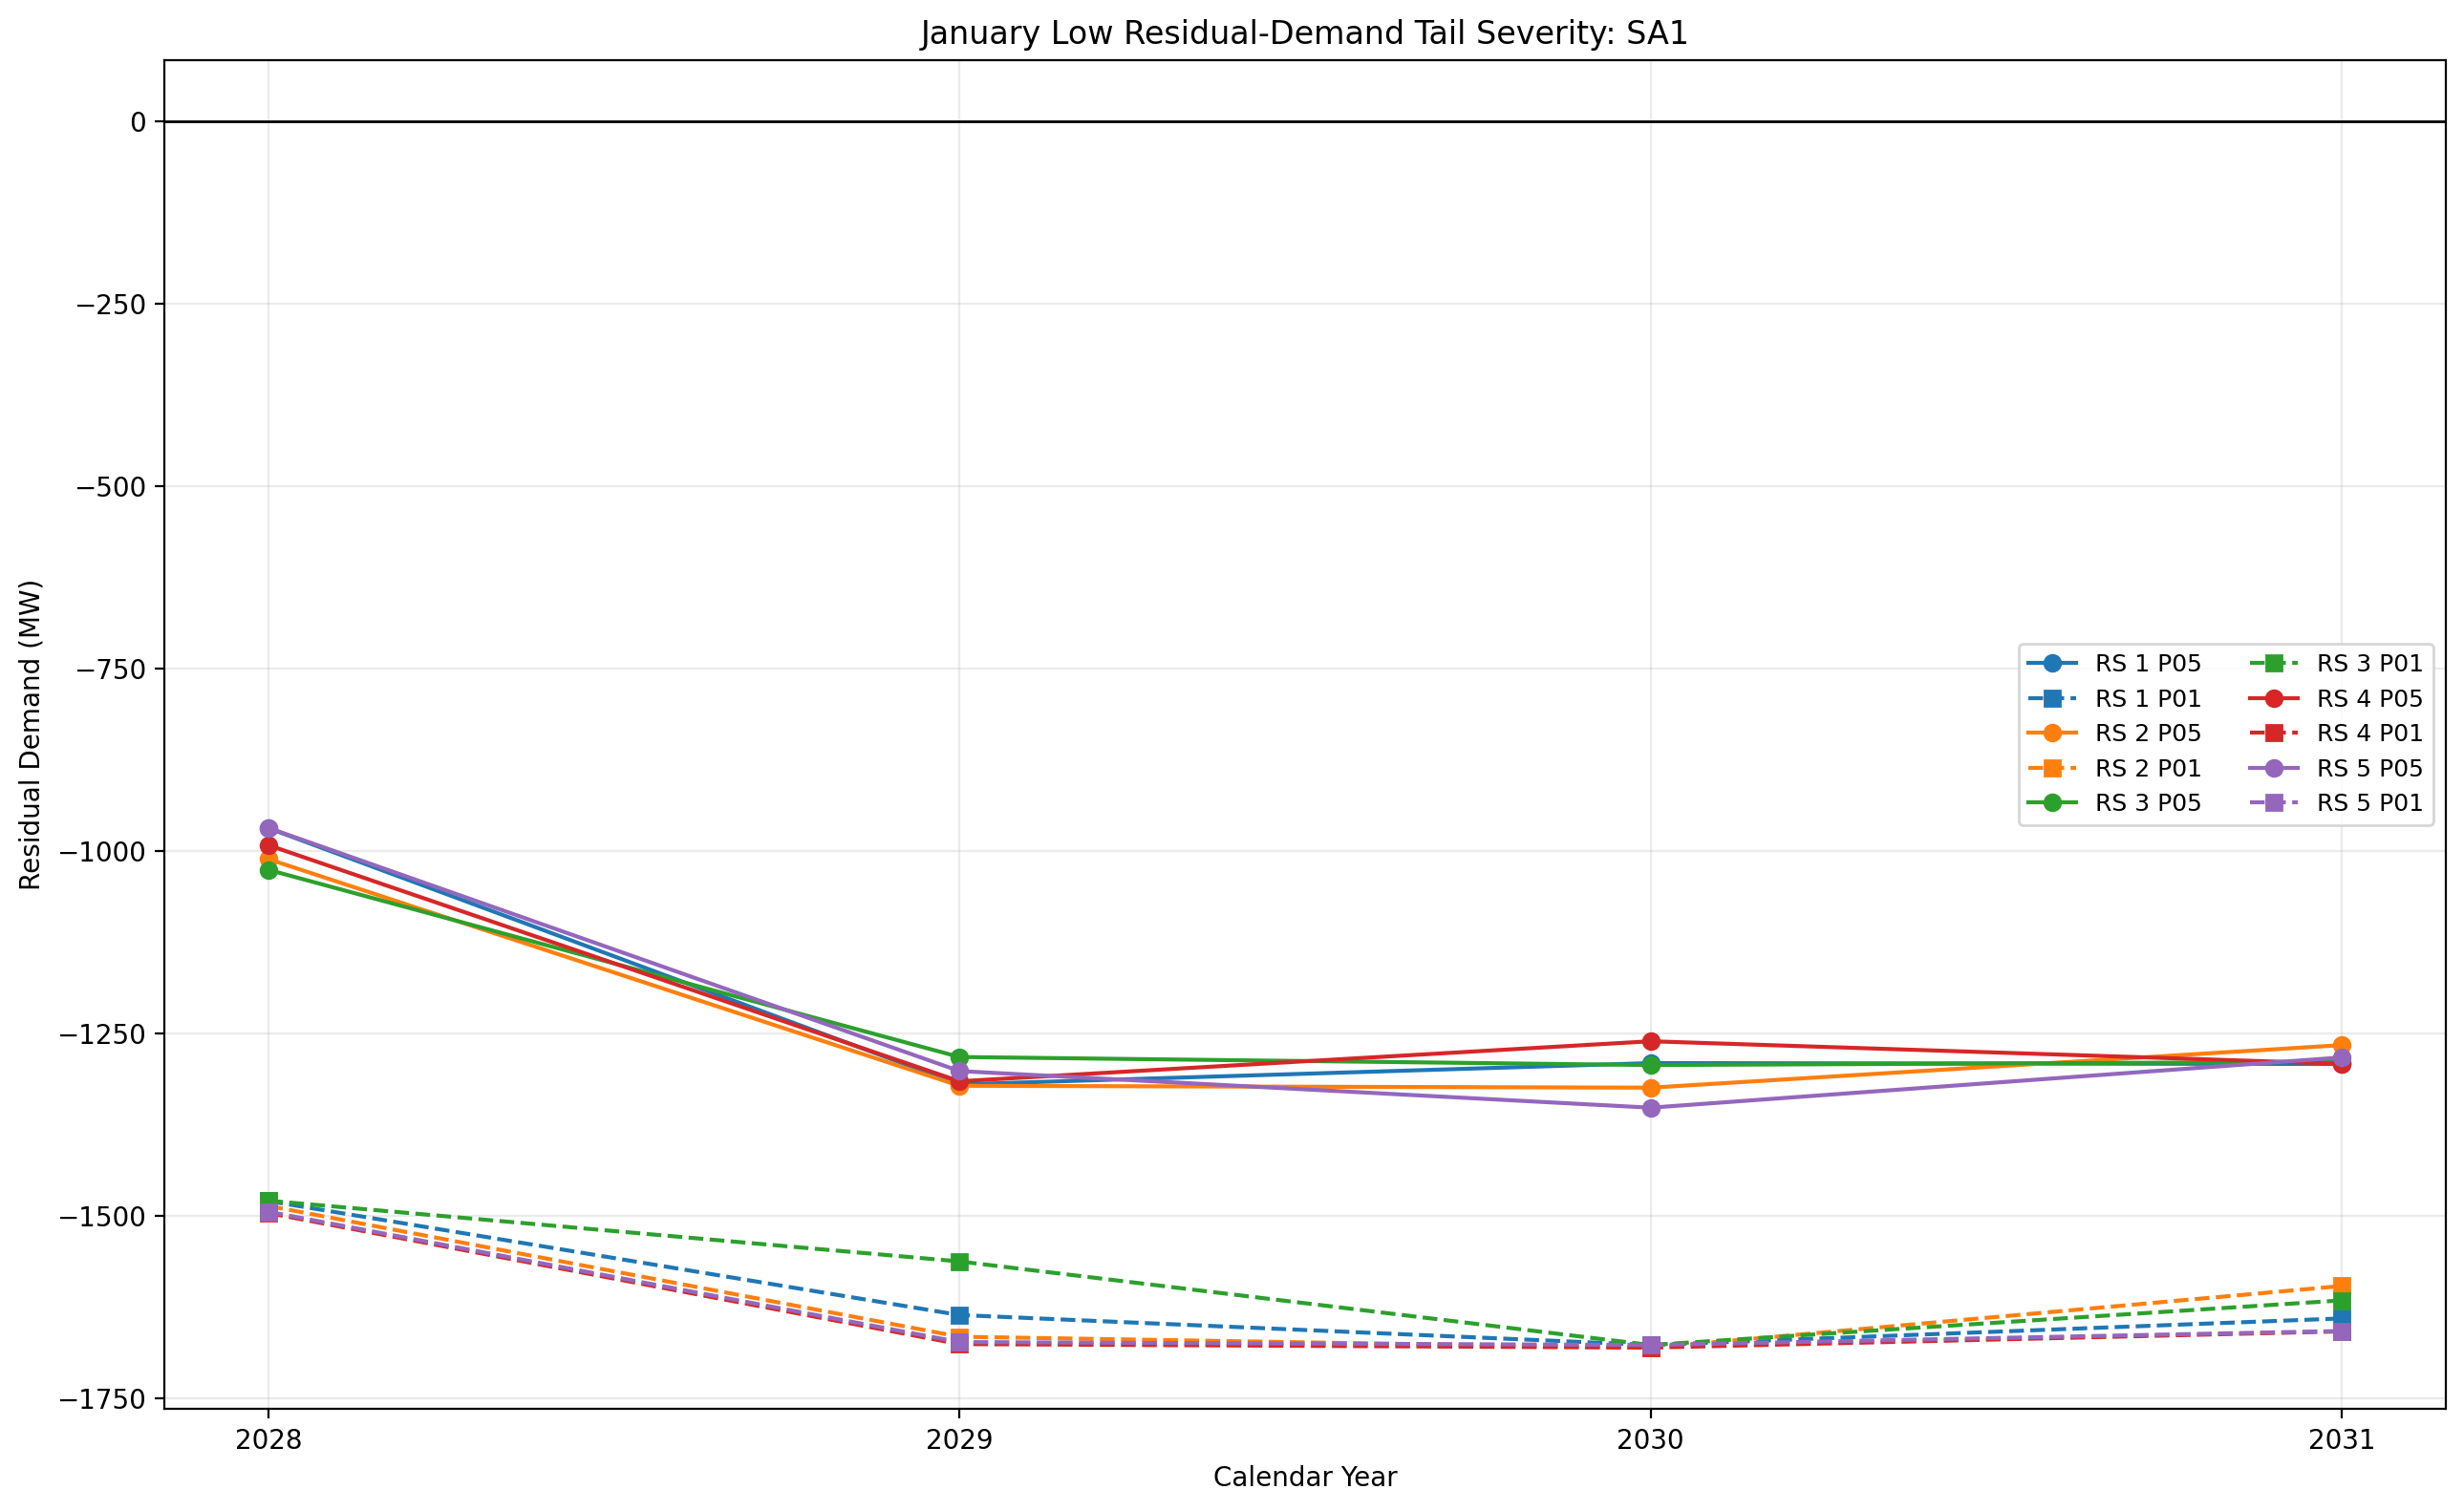 January Low Residual-Demand Tail Severity: SA1
Residual Demand (MW)
0
−250
−500
−750
−1000
−1250
−1500
−1750
RS 1 P05
RS 1 P01
RS 2 P05
RS 2 P01
RS 3 P05
RS 3 P01
RS 4 P05
RS 4 P01
RS 5 P05
RS 5 P01
2028
2029
2030
2031
Calendar Year